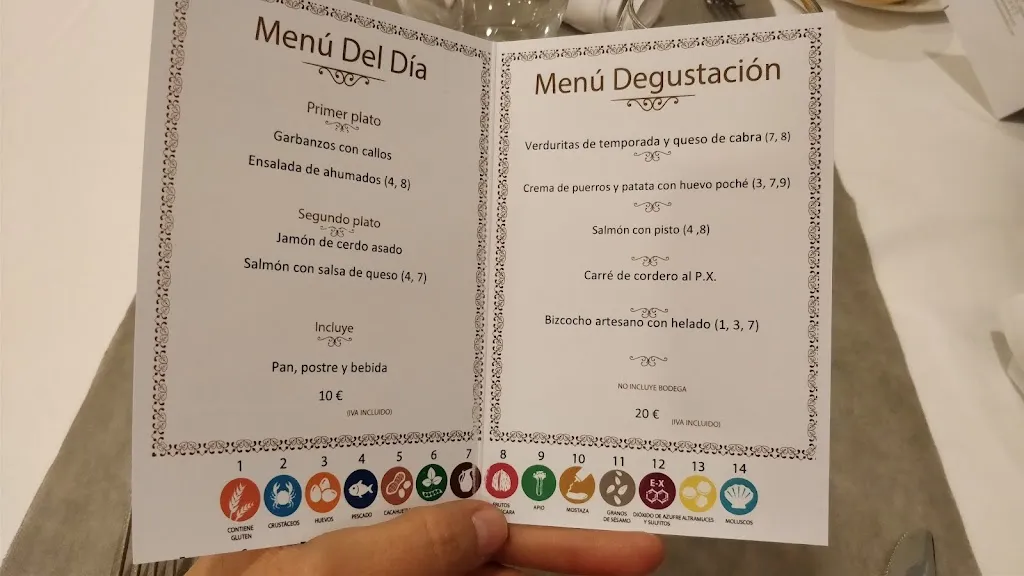 Menú Del Día
Primer plato
Garbanzos con callos
Ensalada de ahumados (4, 8)
Segundo plato
Jamón de cerdo asado
Salmón con salsa de queso (4, 7)
Incluye
Pan, postre y bebida
10 €
(IVA INCLUIDO)
Menú Degustación
Verduritas de temporada y queso de cabra (7, 8)
Crema de puerros y patata con huevo poché (3, 7,9)
Salmón con pisto (4 ,8)
Carré de cordero al P.X.
Bizcocho artesano con helado (1, 3, 7)
NO INCLUYE BODEGA
20 €
(IVA INCLUIDO)
1 2 3 4 5 6 7 8 9 10 11 12 13 14
E-X
CONTIENE
GLUTEN
CRUSTÁCEOS
HUEVOS
PESCADO
APIO
MOSTAZA
GRANOS
DE SÉSAMO
DIÓXIDO DE AZUFRE
Y SULFITOS
ALTRAMUCES
MOLUSCOS